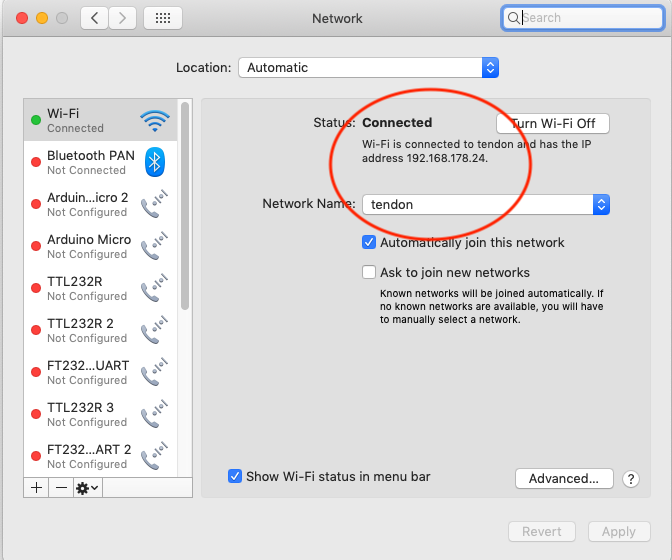 Network
Search
Location: Automatic
Wi-Fi
Connected
Bluetooth PAN
Not Connected
Arduin...icro 2
Not Configured
Arduino Micro
Not Configured
TTL232R
Not Configured
TTL232R 2
Not Configured
FT232...UART
Not Configured
TTL232R 3
Not Configured
FT232...ART 2
Not Configured
Status: Connected
Turn Wi-Fi Off
Wi-Fi is connected to tendon and has the IP
address 192.168.178.24.
Network Name: tendon
Automatically join this network
Ask to join new networks
Known networks will be joined automatically. If
no known networks are available, you will have
to manually select a network.
Show Wi-Fi status in menu bar
Advanced...
?
Revert
Apply